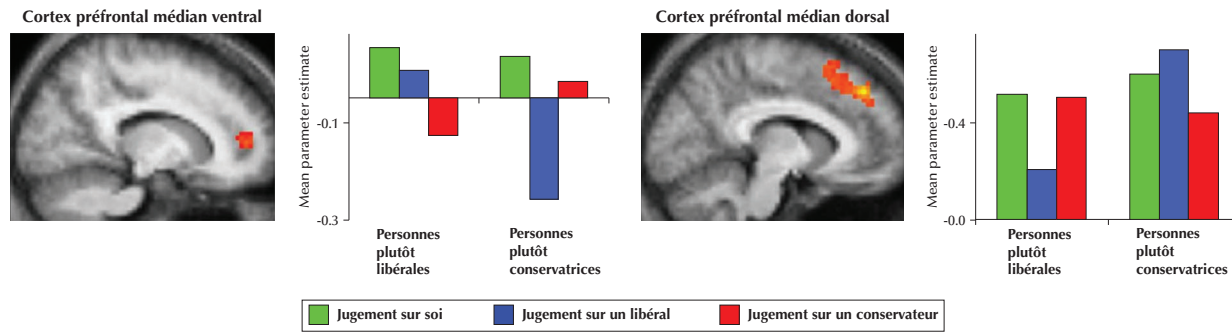 Cortex préfrontal médian ventral
Mean parameter estimate
-0.1
-0.3
Personnes
plutôt
libérales
Personnes
plutôt
conservatrices
Cortex préfrontal médian dorsal
Mean parameter estimate
-0.4
-0.0
Personnes
plutôt
libérales
Personnes
plutôt
conservatrices
Jugement sur soi
Jugement sur un libéral
Jugement sur un conservateur